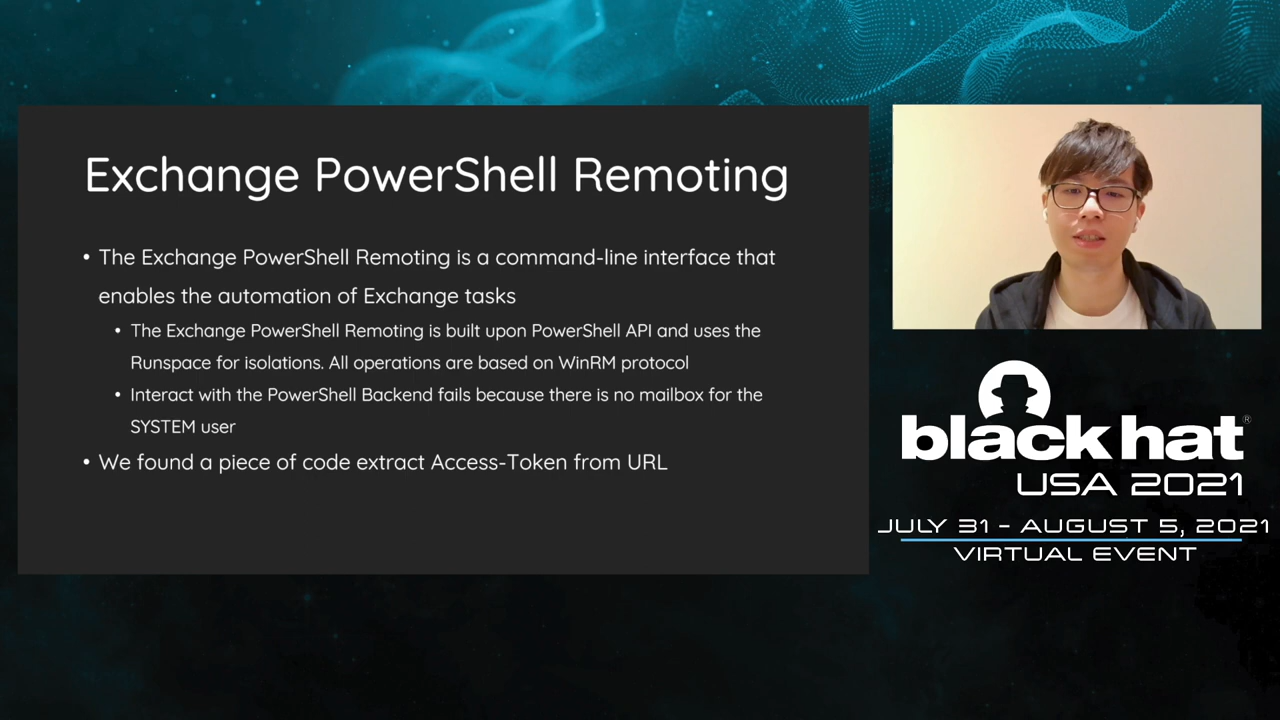 Exchange PowerShell Remoting
• The Exchange PowerShell Remoting is a command-line interface that
enables the automation of Exchange tasks
• The Exchange PowerShell Remoting is built upon PowerShell API and uses the
Runspace for isolations. All operations are based on WinRM protocol
• Interact with the PowerShell Backend fails because there is no mailbox for the
SYSTEM user
• We found a piece of code extract Access-Token from URL
black hat®
USA 2021
JULY 31 - AUGUST 5, 2021
VIRTUAL EVENT